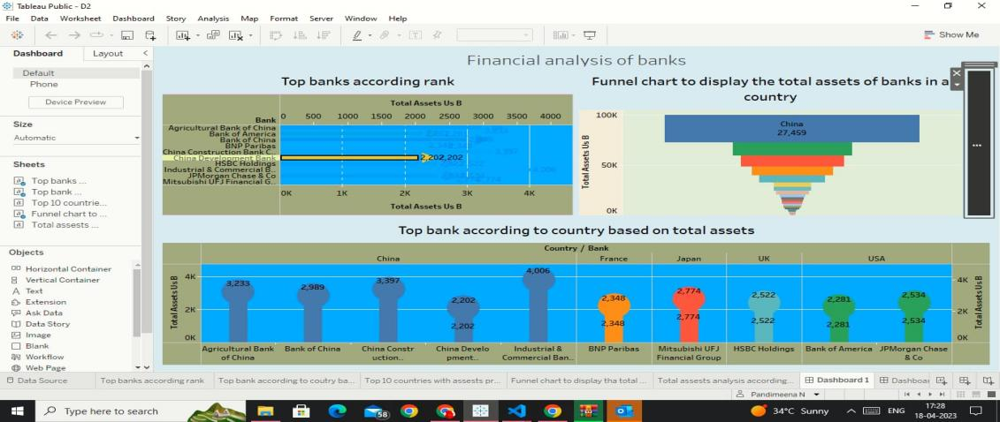 Tableau Public - D2
File Data Worksheet Dashboard Story Analysis Map Format Server Window Help
Show Me
Dashboard Layout
Default
Phone
Device Preview
Size
Automatic
Sheets
Top banks ...
Top bank ...
Top 10 countrie...
Funnel chart to ...
Total assests ...
Objects
Horizontal Container
Vertical Container
Text
Extension
Ask Data
Data Story
Image
Blank
Workflow
Web Page
Financial analysis of banks
Top banks according rank
Total Assets Us B
Bank 0 500 1000 1500 2000 2500 3000 3500 4000
Agricultural Bank of China
Bank of America
Bank of China
BNP Paribas
China Construction Bank C...
China Development Bank
HSBC Holdings
Industrial & Commercial B..
JPMorgan Chase & Co
Mitsubishi UFJ Financial G..
0K 1K 2K 3K 4K
Total Assets Us B
Funnel chart to display the total assets of banks in a
country
Total Assets Us B
100K
50K
0K
China
27,459
Top bank according to country based on total assets
Country / Bank
China France Japan UK USA
Total Assets Us B
4K
2K
0K
3,233
2,989
3,397
2,202
2,202
4,006
2,348
2,348
2,774
2,774
2,522
2,522
2,281
2,281
2,534
2,534
4K
2K
0K
Total Assets Us B
Agricultural Bank
of China
Bank of China
China Constr
uction..
China Develo
pment..
Industrial &
Commercial Ban..
BNP Paribas
Mitsubishi UFJ
Financial Group
HSBC Holdings
Bank of America
JPMorgan Chase
& Co
Data Source Top banks according rank Top bank according to coutry ba... Top 10 countries with assests pr... Funnel chart to display tha total ... Total assests analysis according... Dashboard 1 Dashboa
Pandimeena N
Type here to search
58
34°C Sunny
ENG
17:28
18-04-2023